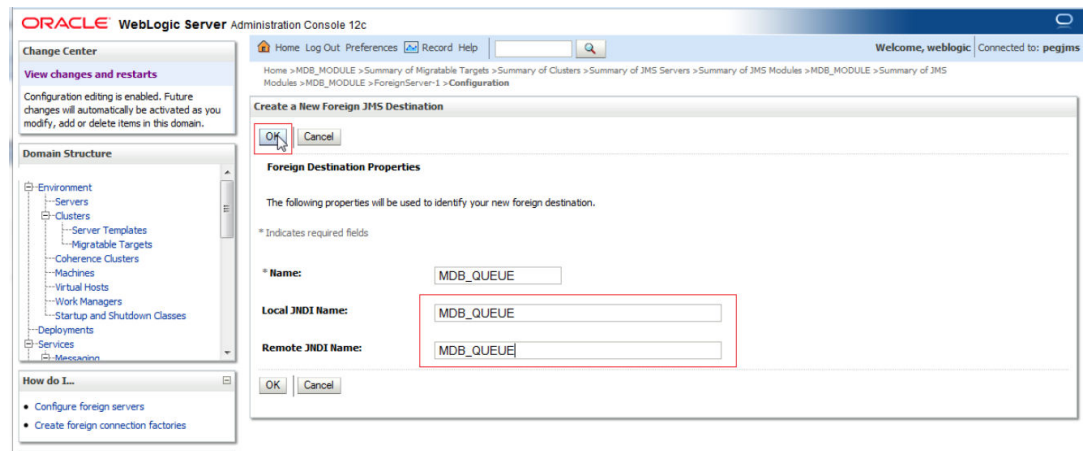 ORACLE WebLogic Server Administration Console 12c
Change Center
View changes and restarts
Configuration editing is enabled. Future
changes will automatically be activated as you
modify, add or delete items in this domain.
Domain Structure
Environment
Servers
Clusters
Server Templates
Migratable Targets
Coherence Clusters
Machines
Virtual Hosts
Work Managers
Startup and Shutdown Classes
Deployments
Services
Messaging
How do I...
Configure foreign servers
Create foreign connection factories
Home Log Out Preferences Record Help
Welcome, weblogic Connected to: pegjms
Home >MDB_MODULE >Summary of Migratable Targets >Summary of Clusters >Summary of JMS Servers >Summary of JMS Modules >MDB_MODULE >Summary of JMS
Modules >MDB_MODULE >ForeignServer-1 >Configuration
Create a New Foreign JMS Destination
OK Cancel
Foreign Destination Properties
The following properties will be used to identify your new foreign destination.
* Indicates required fields
* Name: MDB_QUEUE
Local JNDI Name: MDB_QUEUE
Remote JNDI Name: MDB_QUEUE
OK Cancel